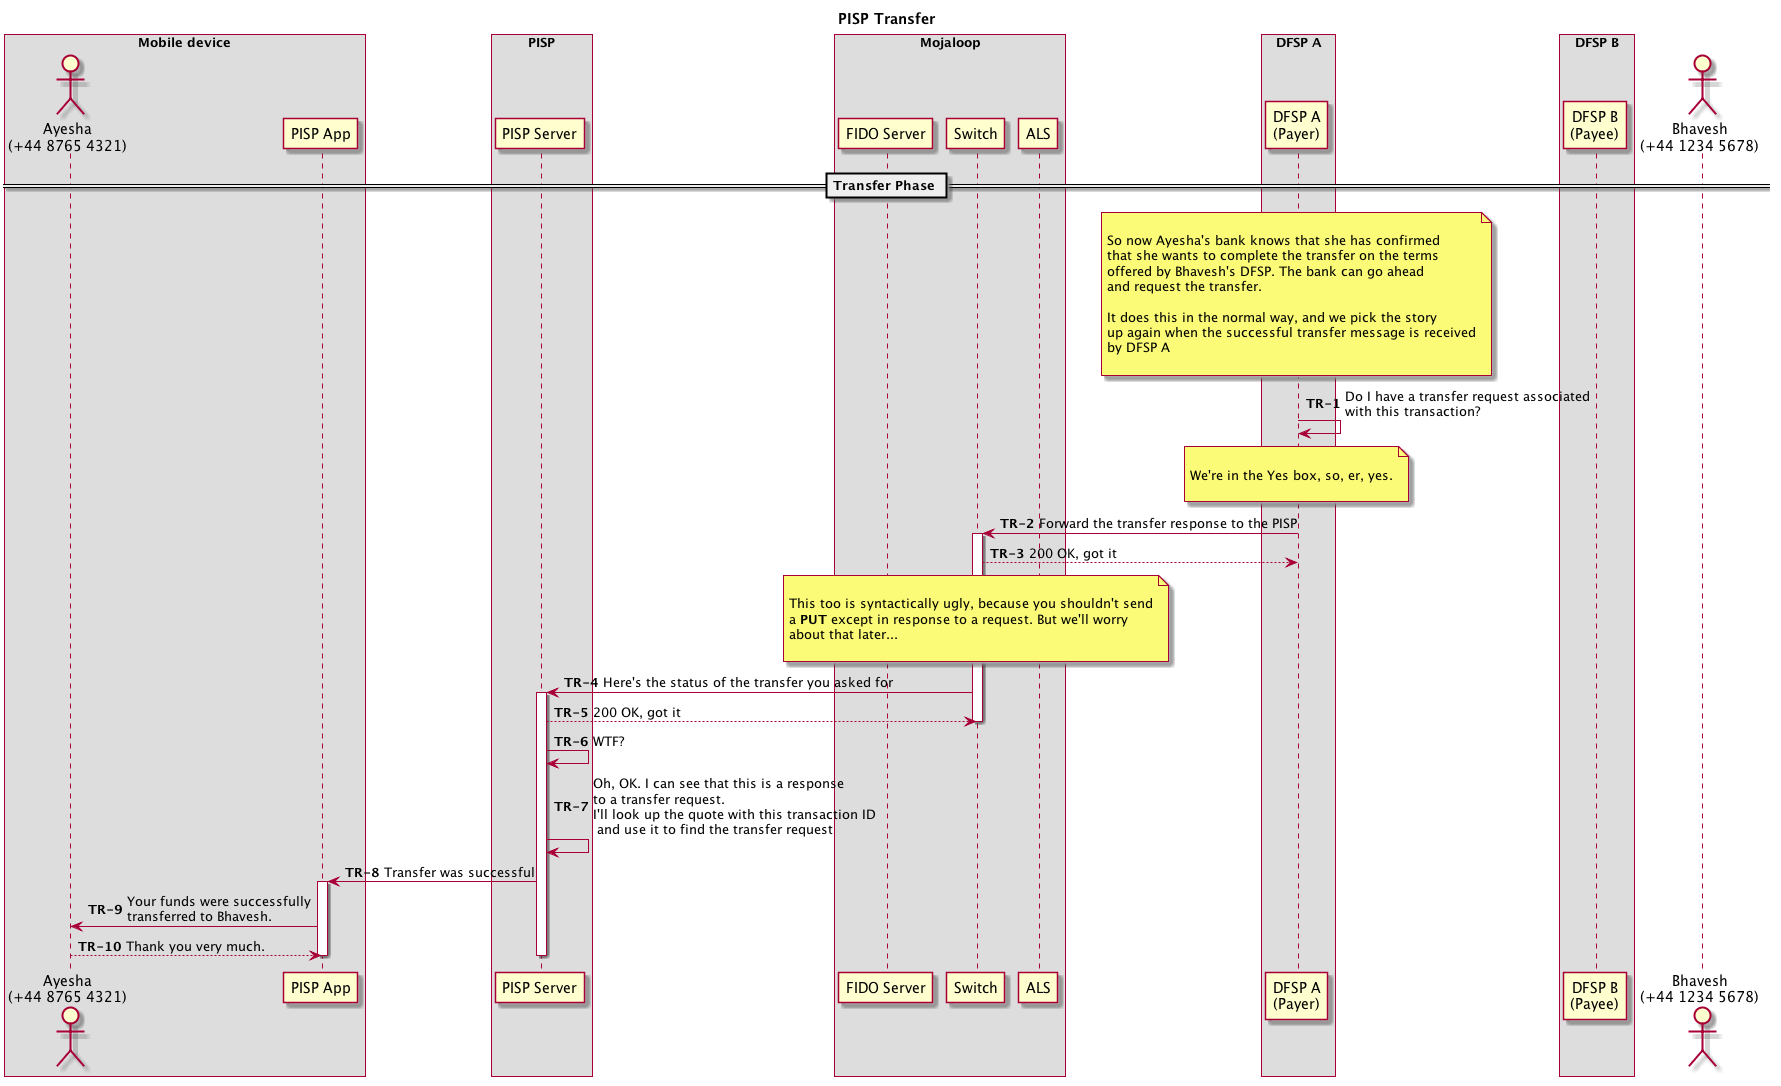 PISP Transfer
Mobile device
PISP
Mojaloop
DFSP A
DFSP B
Ayesha
(+44 8765 4321)
PISP App
PISP Server
FIDO Server
Switch
ALS
DFSP A
(Payer)
DFSP B
(Payee)
Bhavesh
(+44 1234 5678)
Transfer Phase
So now Ayesha's bank knows that she has confirmed
that she wants to complete the transfer on the terms
offered by Bhavesh's DFSP. The bank can go ahead
and request the transfer.
It does this in the normal way, and we pick the story
up again when the successful transfer message is received
by DFSP A
TR-1 Do I have a transfer request associated
with this transaction?
We're in the Yes box, so, er, yes.
TR-2 Forward the transfer response to the PISP
TR-3 200 OK, got it
This too is syntactically ugly, because you shouldn't send
a PUT except in response to a request. But we'll worry
about that later...
TR-4 Here's the status of the transfer you asked for
TR-5 200 OK, got it
TR-6 WTF?
TR-7 Oh, OK. I can see that this is a response
to a transfer request.
I'll look up the quote with this transaction ID
and use it to find the transfer request
TR-8 Transfer was successful
TR-9 Your funds were successfully
transferred to Bhavesh.
TR-10 Thank you very much.
Ayesha
(+44 8765 4321)
PISP App
PISP Server
FIDO Server
Switch
ALS
DFSP A
(Payer)
DFSP B
(Payee)
Bhavesh
(+44 1234 5678)